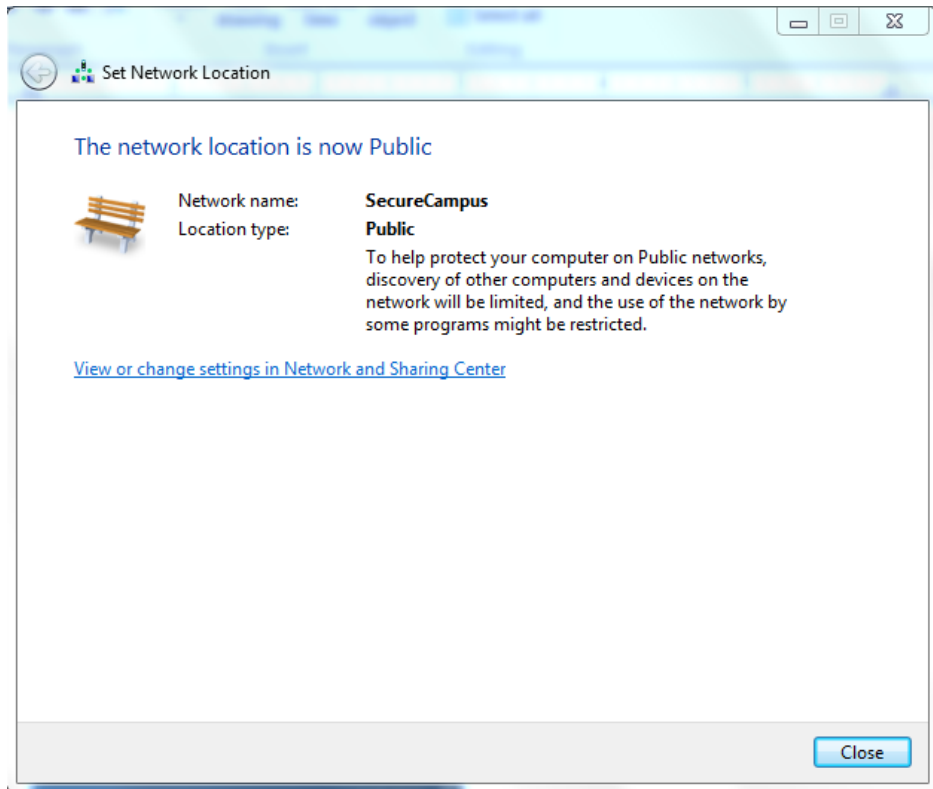 Set Network Location
The network location is now Public
Network name: SecureCampus
Location type: Public
To help protect your computer on Public networks,
discovery of other computers and devices on the
network will be limited, and the use of the network by
some programs might be restricted.
View or change settings in Network and Sharing Center
Close